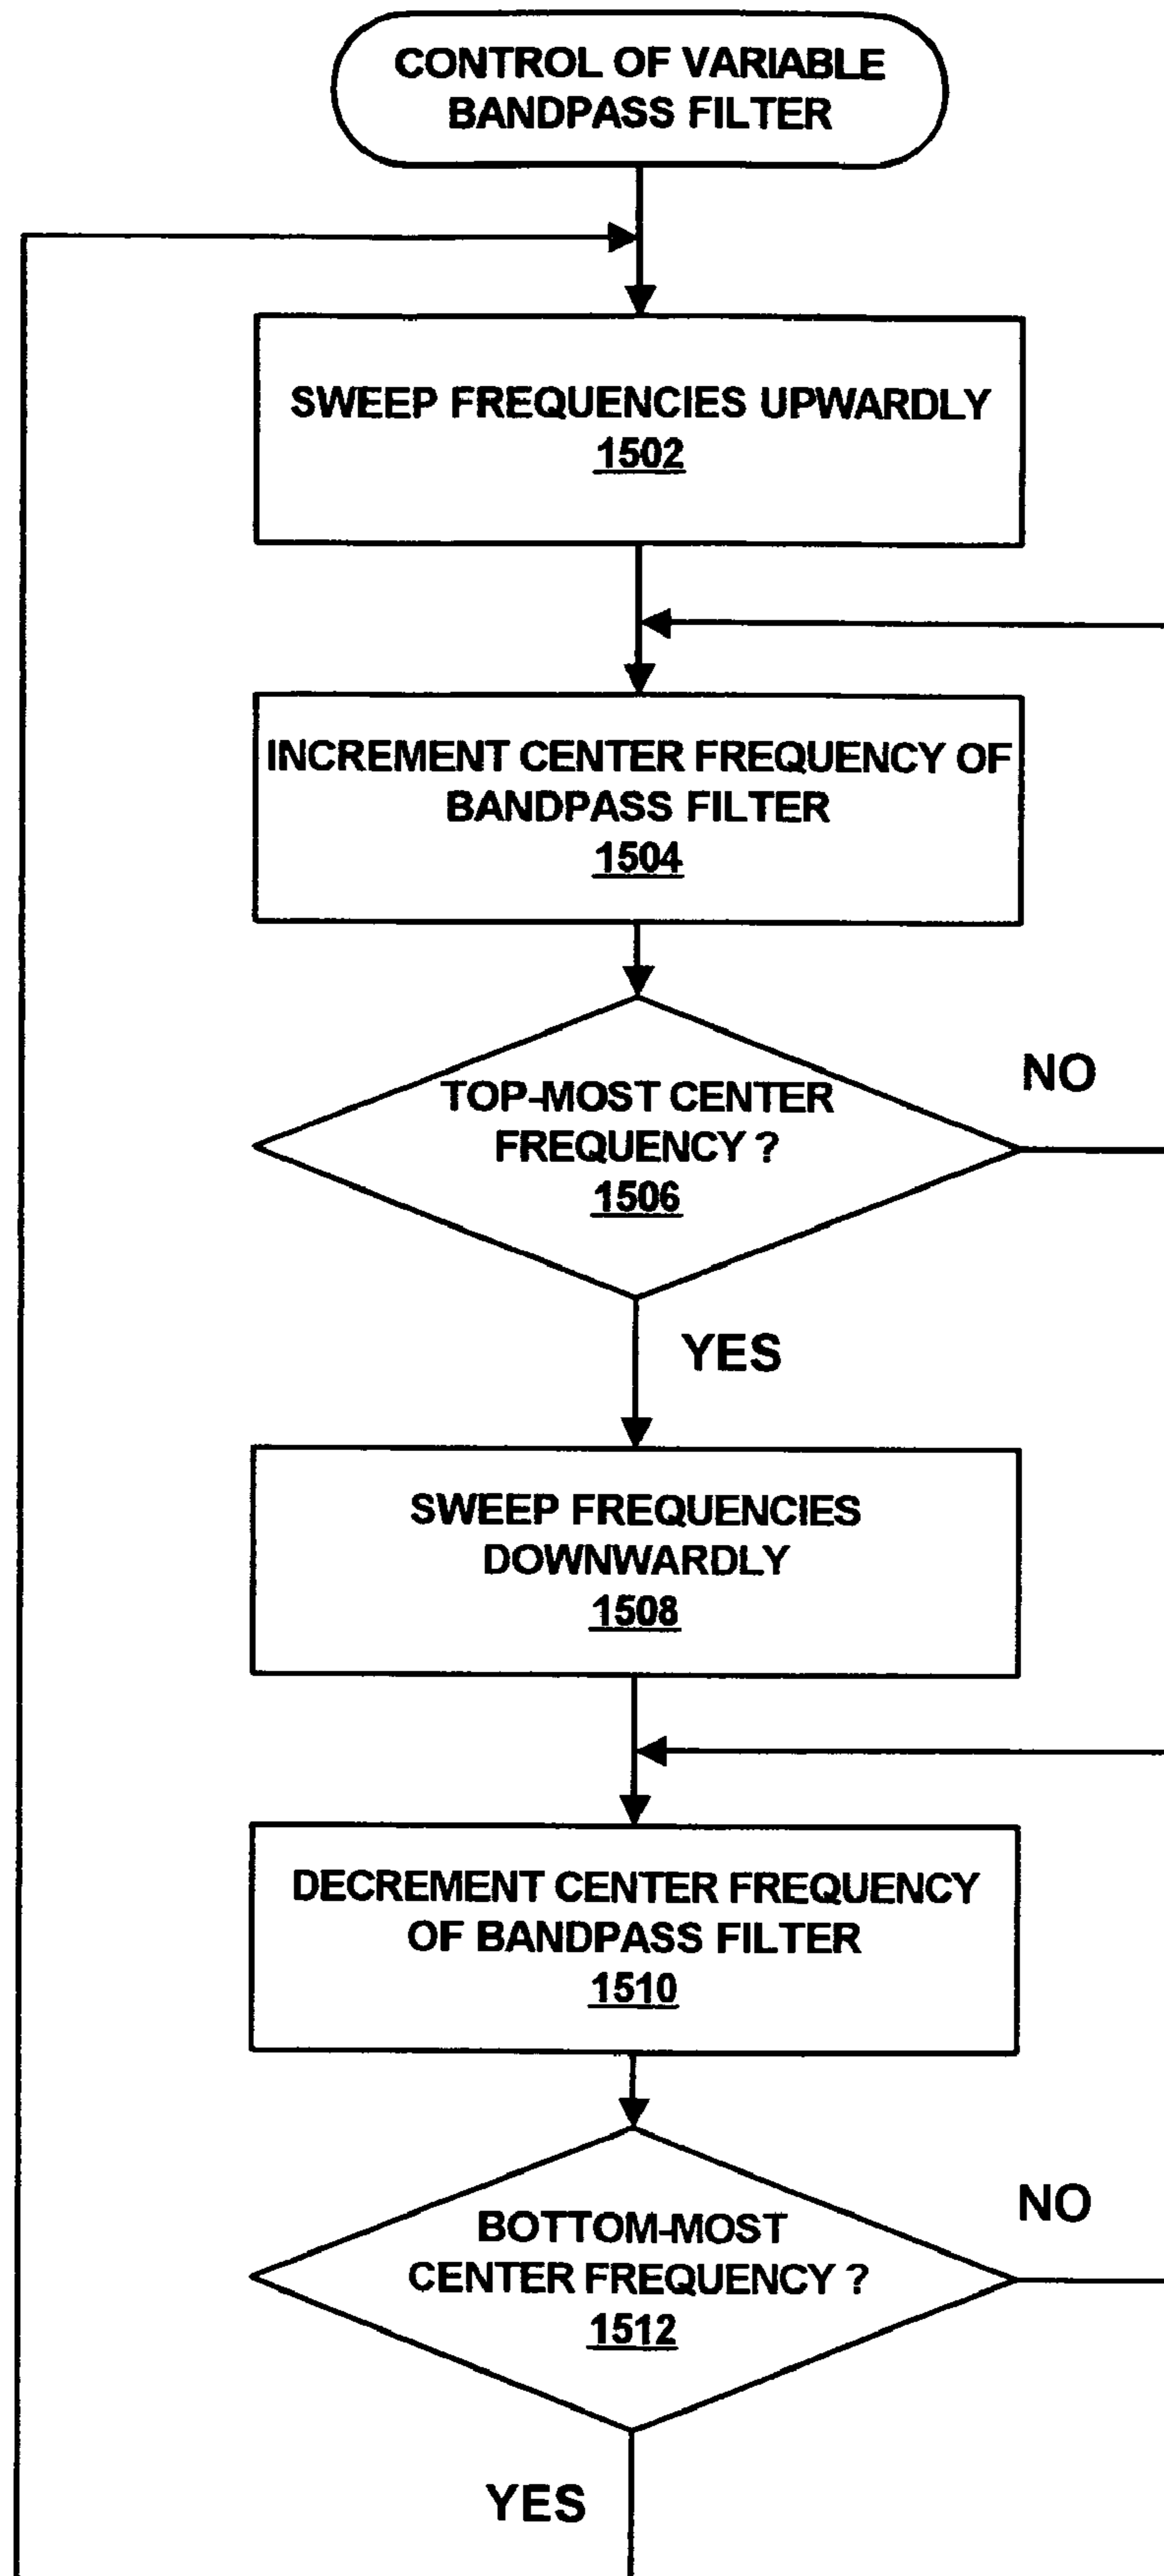 CONTROL OF VARIABLE
BANDPASS FILTER
SWEEP FREQUENCIES UPWARDLY
1502
INCREMENT CENTER FREQUENCY OF
BANDPASS FILTER
1504
TOP-MOST CENTER
FREQUENCY ?
1506
NO
YES
SWEEP FREQUENCIES
DOWNWARDLY
1508
DECREMENT CENTER FREQUENCY
OF BANDPASS FILTER
1510
BOTTOM-MOST
CENTER FREQUENCY ?
1512
NO
YES